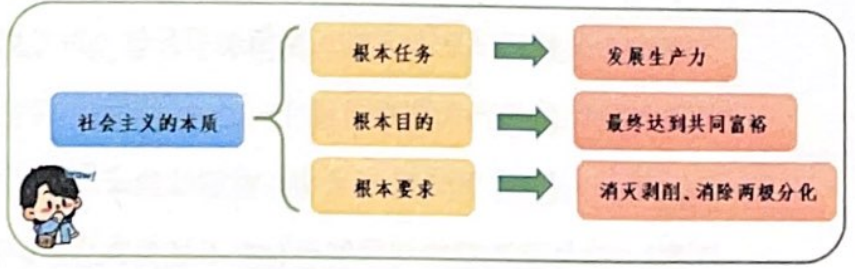 根本任务
发展生产力
社会主义的本质
根本目的
最终达到共同富裕
根本要求
消灭剥削、消除两极分化